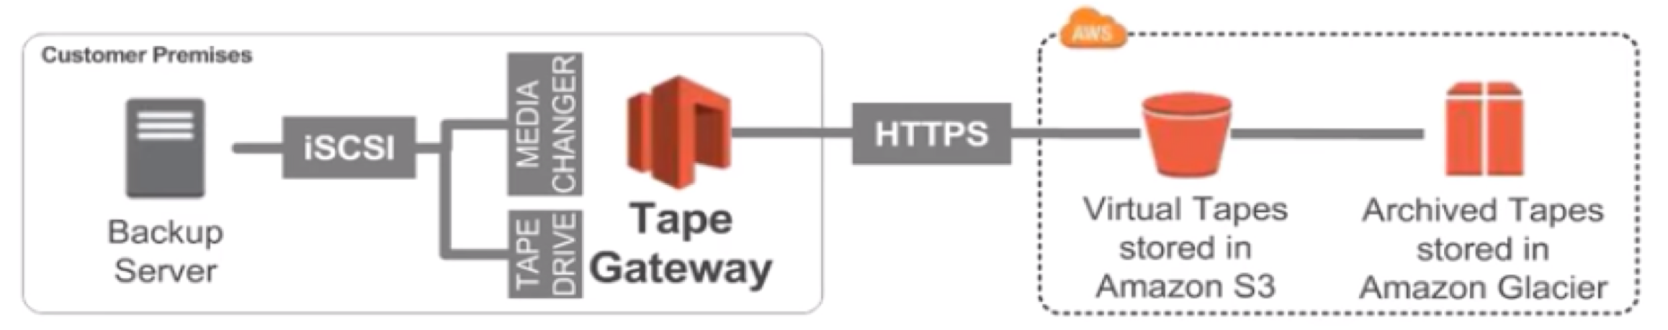 Customer Premises
Backup
Server
iSCSI
MEDIA
CHANGER
TAPE
DRIVE
Tape
Gateway
HTTPS
AWS
Virtual Tapes
stored in
Amazon S3
Archived Tapes
stored in
Amazon Glacier